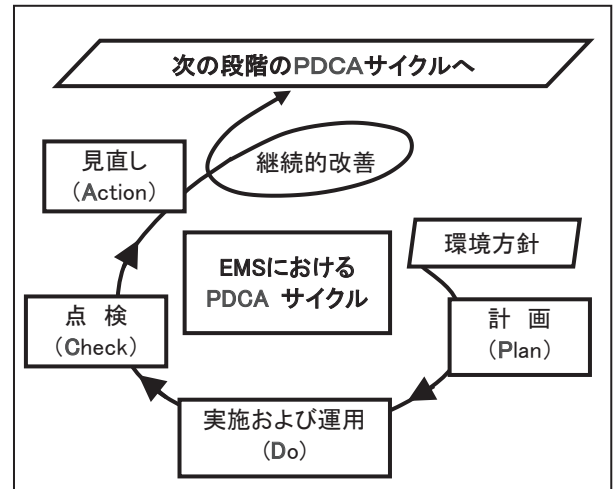 次の段階のPDCAサイクルへ
見直し
（Action）
継続的改善
環境方針
EMSにおける
PDCA サイクル
点 検
（Check）
計 画
（Plan）
実施および運用
（Do）